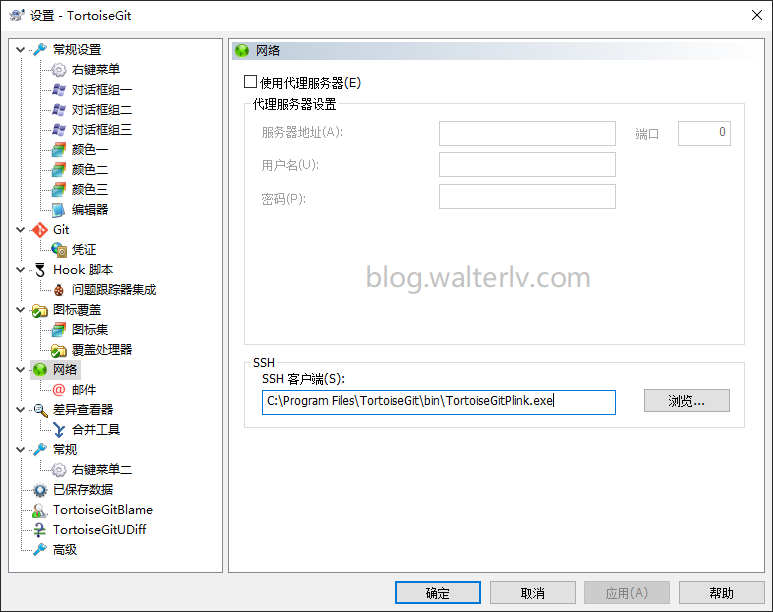 设置 - TortoiseGit
常规设置
右键菜单
对话框组一
对话框组二
对话框组三
颜色一
颜色二
颜色三
编辑器
Git
凭证
Hook 脚本
问题跟踪器集成
图标覆盖
图标集
覆盖处理器
网络
邮件
差异查看器
合并工具
常规
右键菜单二
已保存数据
TortoiseGitBlame
TortoiseGitUDiff
高级
网络
使用代理服务器(E)
代理服务器设置
服务器地址(A):
端口
0
用户名(U):
密码(P):
blog.walterlv.com
SSH
SSH 客户端(S):
C:\Program Files\TortoiseGit\bin\TortoiseGitPlink.exe
浏览...
确定
取消
应用(A)
帮助